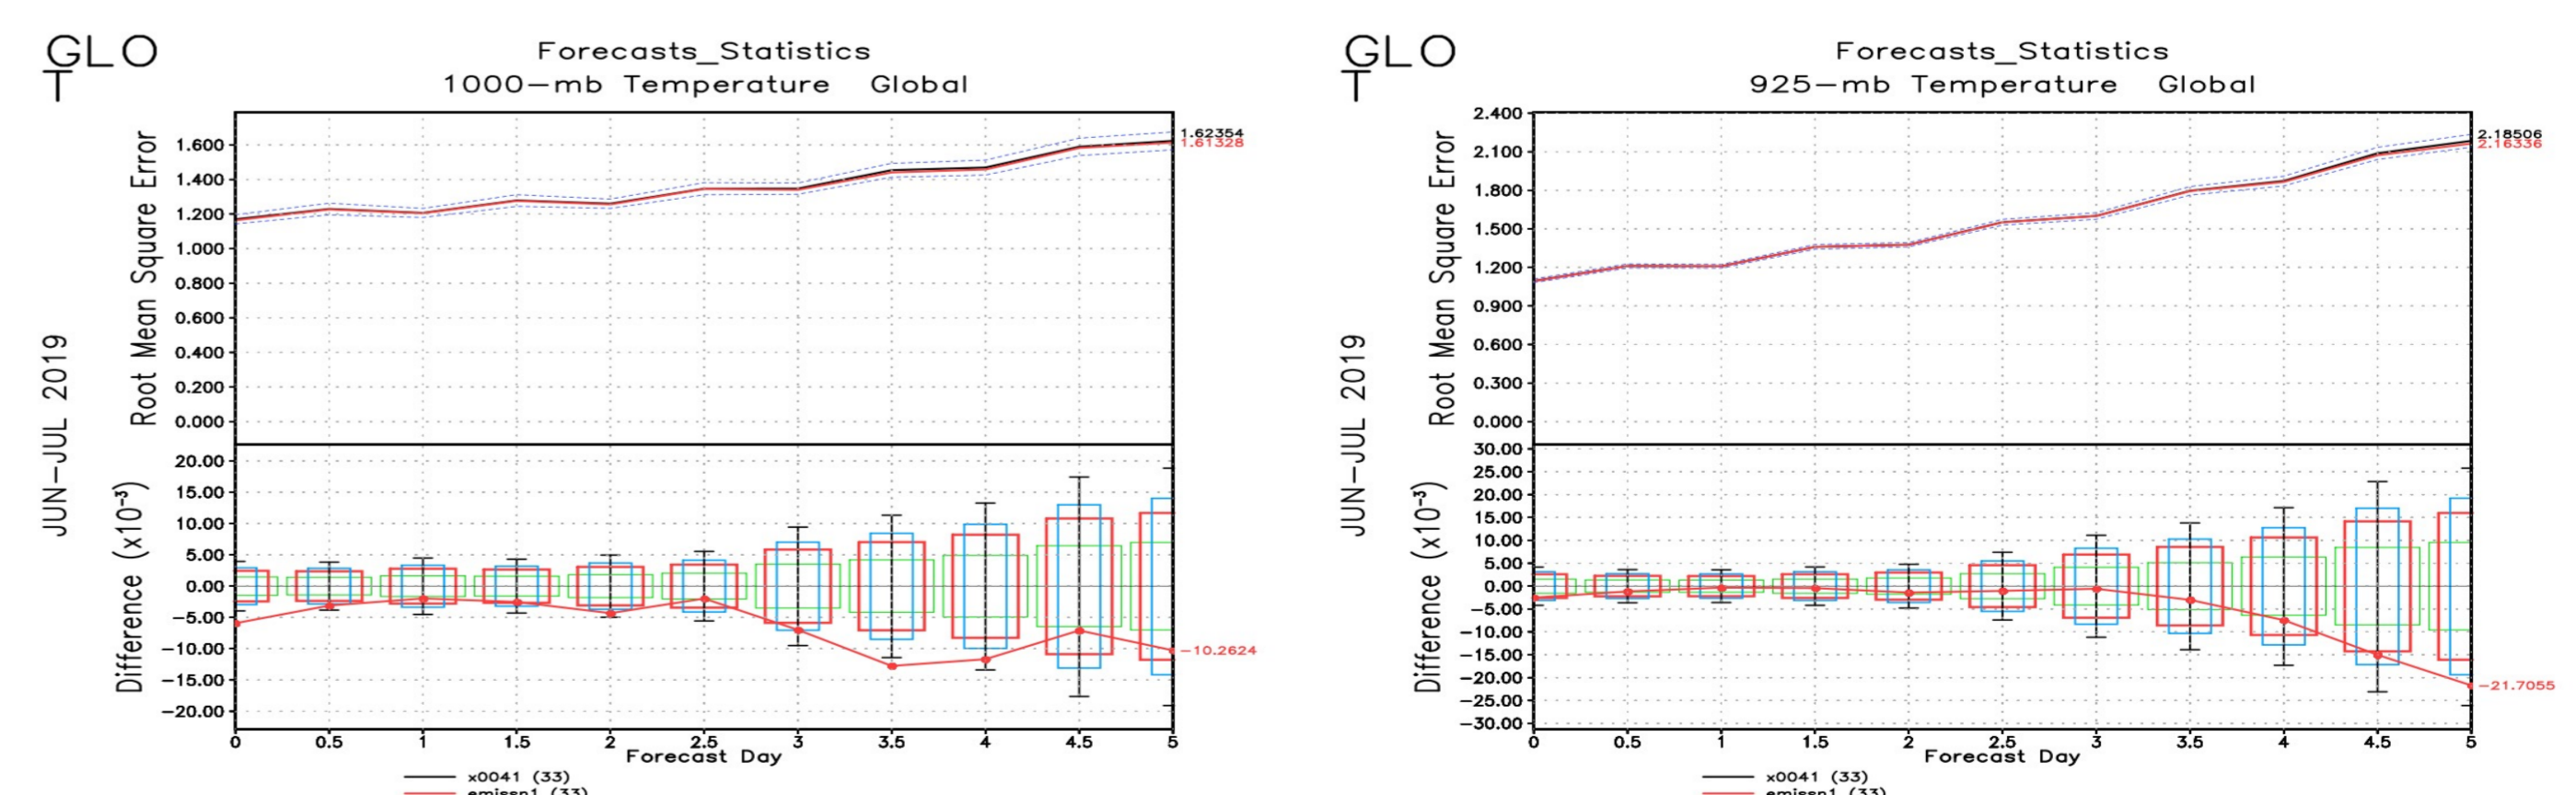 GLO
T
Forecasts_Statistics
1000-mb Temperature Global
JUN-JUL 2019
Root Mean Square Error
1.600
1.400
1.200
1.000
0.800
0.600
0.400
0.200
0.000
1.62354
1.61328
Difference (x10⁻³)
20.00
15.00
10.00
5.00
0.00
-5.00
-10.00
-15.00
-20.00
-10.2624
0 0.5 1 1.5 2 2.5 3 3.5 4 4.5 5
Forecast Day
x0041 (33)
emissn1 (33)
GLO
T
Forecasts_Statistics
925-mb Temperature Global
JUN-JUL 2019
Root Mean Square Error
2.400
2.100
1.800
1.500
1.200
0.900
0.600
0.300
0.000
2.18506
2.16336
Difference (x10⁻³)
30.00
25.00
20.00
15.00
10.00
5.00
0.00
-5.00
-10.00
-15.00
-20.00
-25.00
-30.00
-21.7055
0 0.5 1 1.5 2 2.5 3 3.5 4 4.5 5
Forecast Day
x0041 (33)
emissn1 (33)